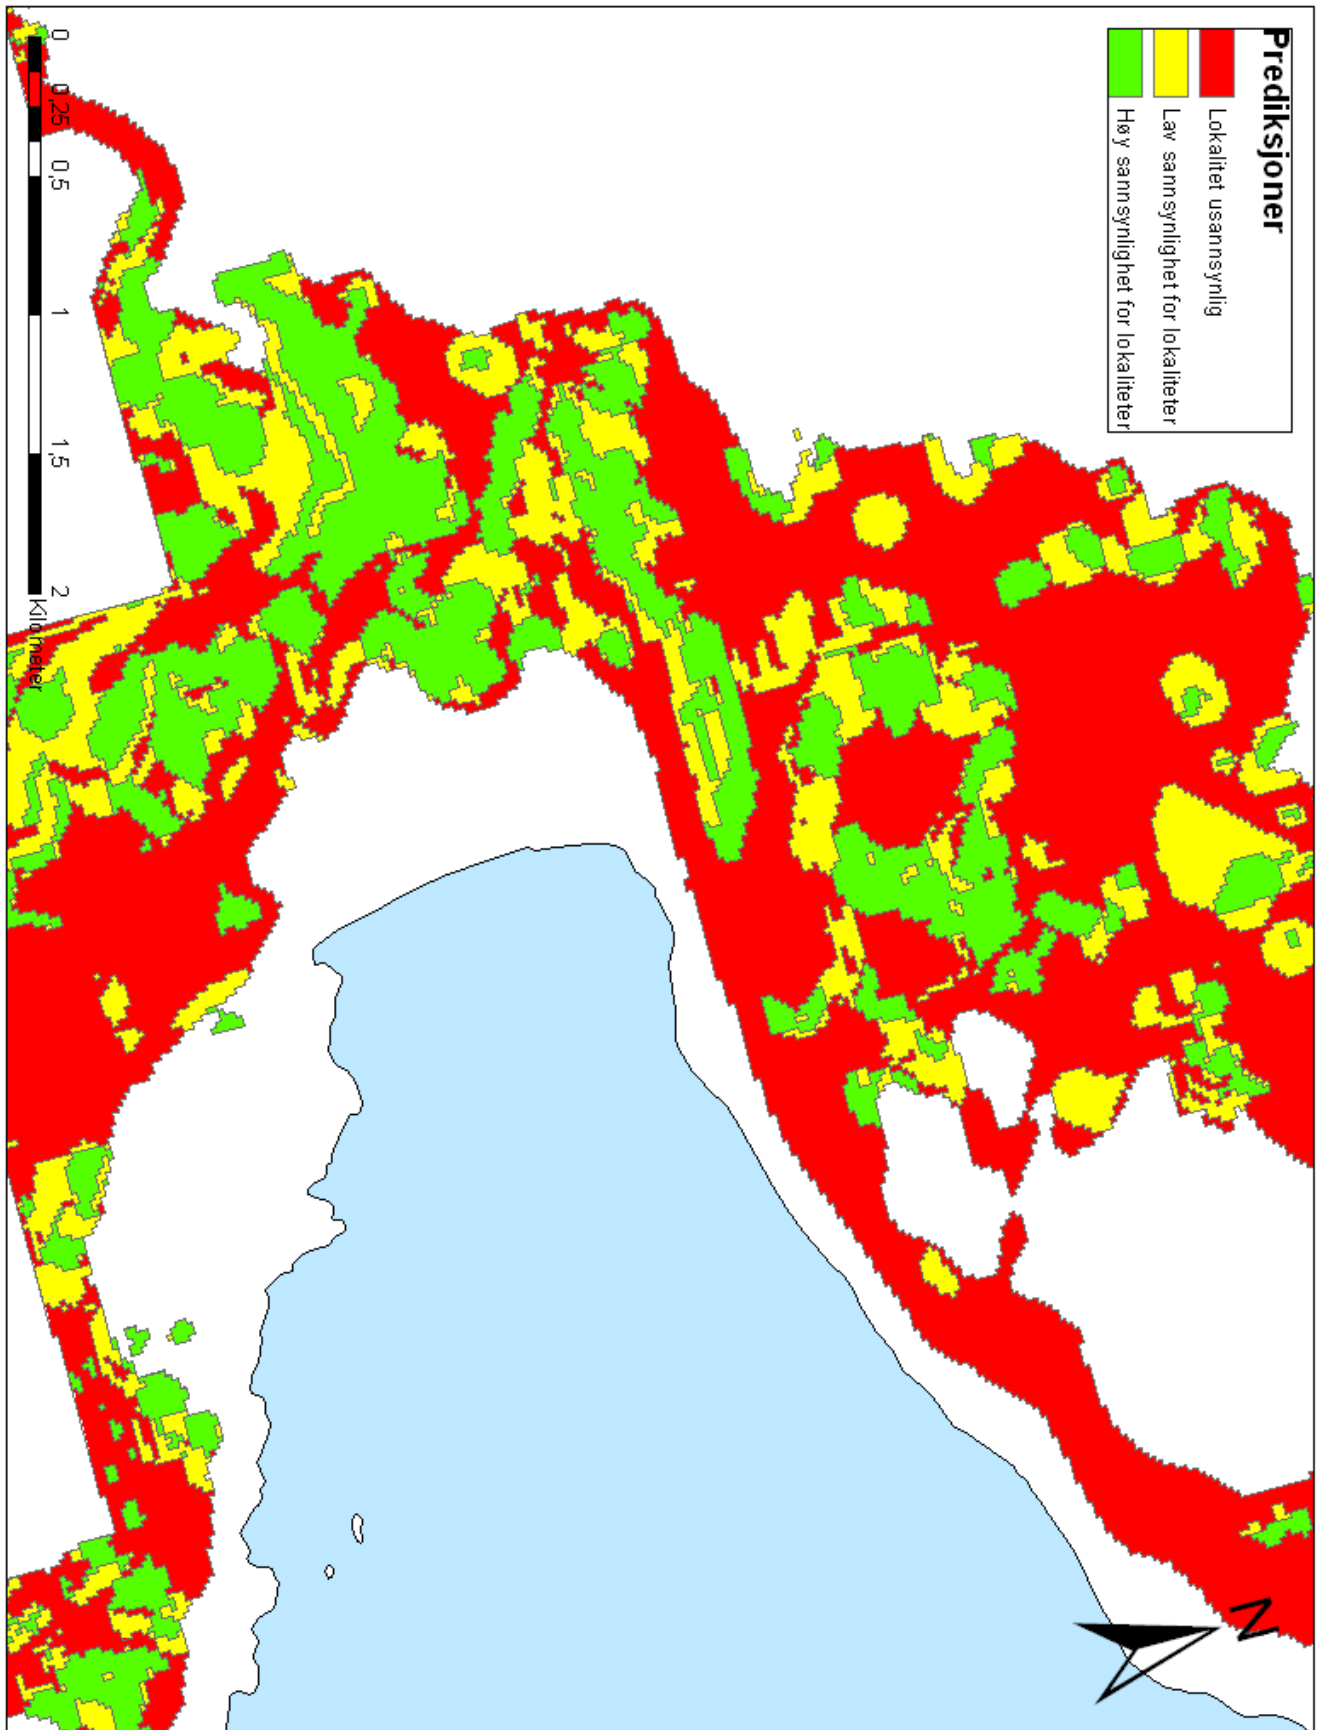 Prediksjoner
Lokalitet usannsynlig
Lav sannsynlighet for lokaliteter
Høy sannsynlighet for lokaliteter
N
0 0,25 0,5 1 1,5 2
Kilometer